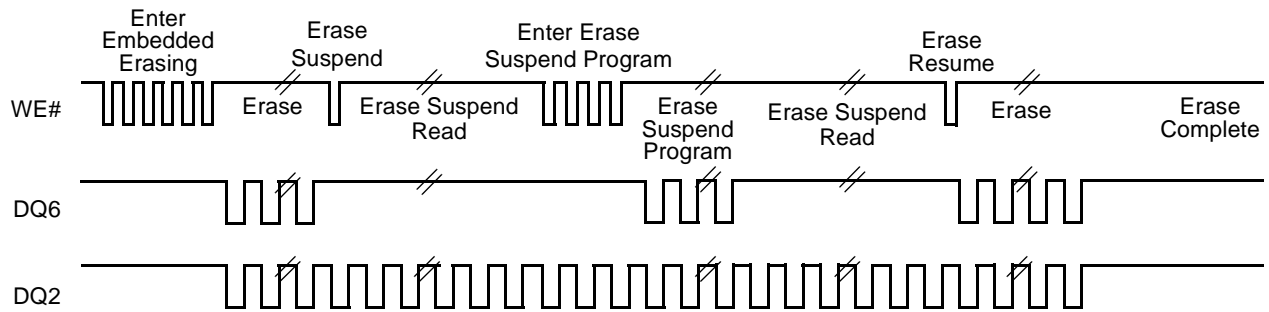 Enter
Embedded
Erasing
Erase
Suspend
Enter Erase
Suspend Program
Erase
Resume
WE#
Erase
Erase Suspend
Read
Erase
Suspend
Program
Erase Suspend
Read
Erase
Erase
Complete
DQ6
DQ2